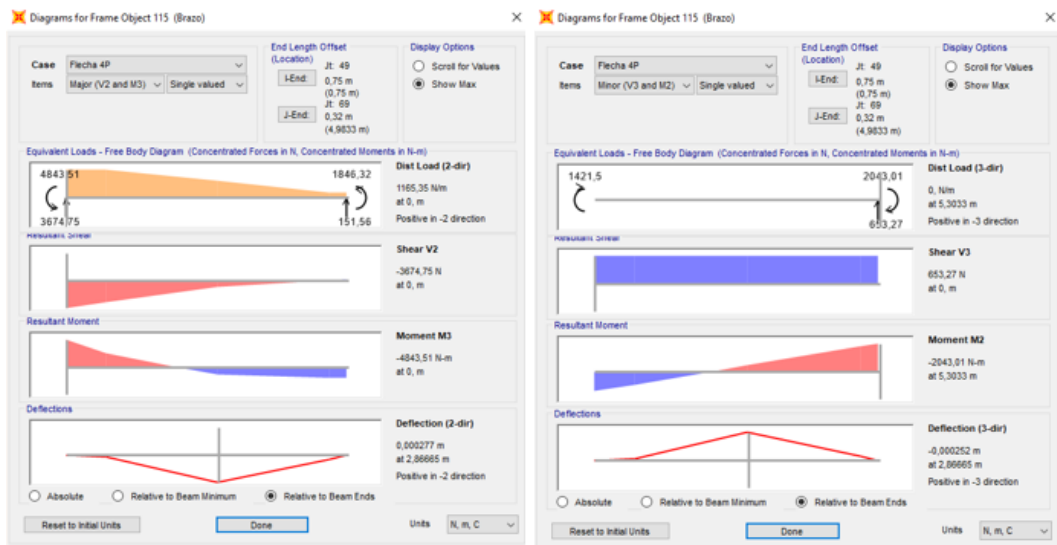 Diagrams for Frame Object 115 (Brazo)
Case Flecha 4P
Items Major (V2 and M3) Single valued
End Length Offset
(Location)
I-End: Jt: 49
0,75 m
(0,75 m)
J-End: Jt: 69
0,32 m
(4,9833 m)
Display Options
Scroll for Values
Show Max
Equivalent Loads - Free Body Diagram (Concentrated Forces in N, Concentrated Moments in N-m)
4843,51
1846,32
3674,75
151,56
Dist Load (2-dir)
1165,35 N/m
at 0, m
Positive in -2 direction
Resultant Shear
Shear V2
-3674,75 N
at 0, m
Resultant Moment
Moment M3
-4843,51 N-m
at 0, m
Deflections
Deflection (2-dir)
0,000277 m
at 2,86665 m
Positive in -2 direction
Absolute Relative to Beam Minimum Relative to Beam Ends
Reset to Initial Units Done Units N, m, C
Diagrams for Frame Object 115 (Brazo)
Case Flecha 4P
Items Minor (V3 and M2) Single valued
End Length Offset
(Location)
I-End: Jt: 49
0,75 m
(0,75 m)
J-End: Jt: 69
0,32 m
(4,9833 m)
Display Options
Scroll for Values
Show Max
Equivalent Loads - Free Body Diagram (Concentrated Forces in N, Concentrated Moments in N-m)
1421,5
2043,01
653,27
Dist Load (3-dir)
0, N/m
at 5,3033 m
Positive in -3 direction
Resultant Shear
Shear V3
653,27 N
at 0, m
Resultant Moment
Moment M2
-2043,01 N-m
at 5,3033 m
Deflections
Deflection (3-dir)
-0,000252 m
at 2,86665 m
Positive in -3 direction
Absolute Relative to Beam Minimum Relative to Beam Ends
Reset to Initial Units Done Units N, m, C